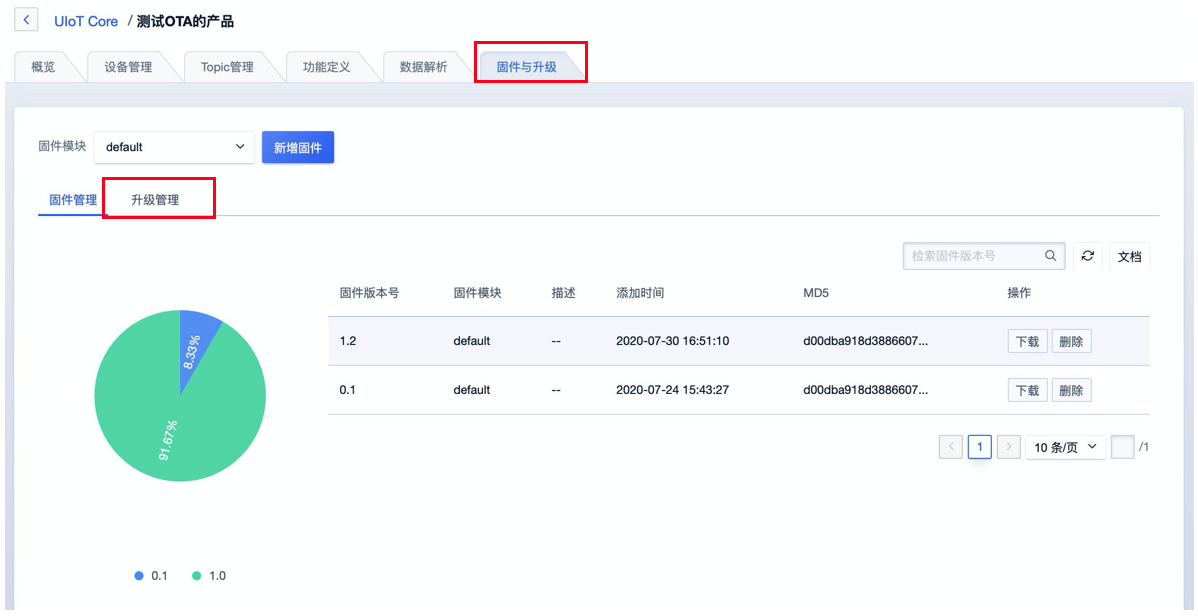 UIoT Core / 测试OTA的产品
概览 设备管理 Topic管理 功能定义 数据解析 固件与升级
固件模块 default 新增固件
固件管理 升级管理
检索固件版本号 文档
固件版本号 固件模块 描述 添加时间 MD5 操作
1.2 default -- 2020-07-30 16:51:10 d00dba918d3886607... 下载 删除
0.1 default -- 2020-07-24 15:43:27 d00dba918d3886607... 下载 删除
1 10 条/页 /1
8.33%
91.67%
0.1 1.0